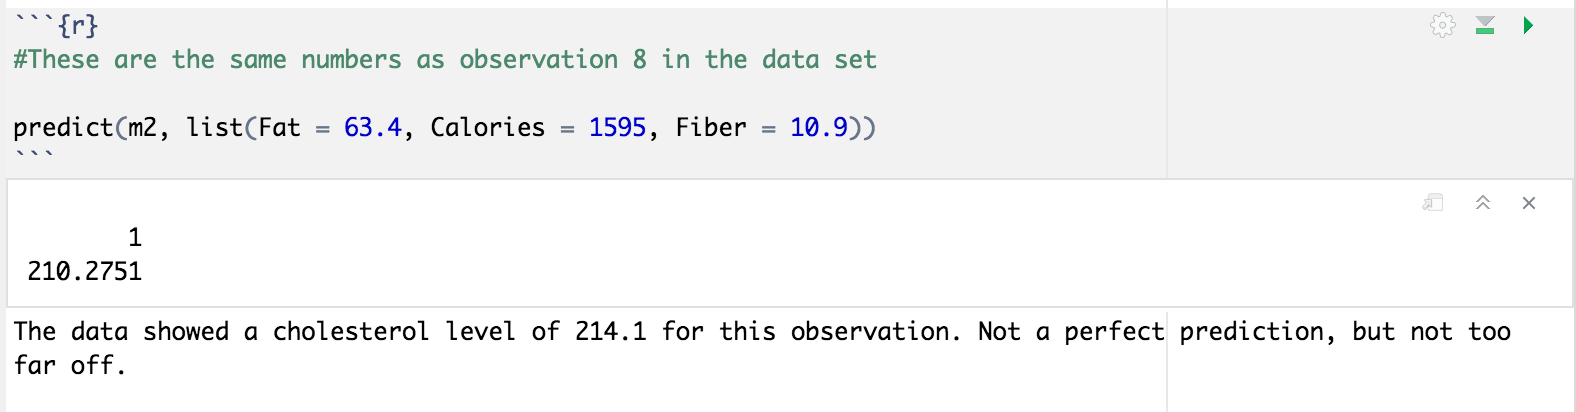 ```{r}
#These are the same numbers as observation 8 in the data set
predict(m2, list(Fat = 63.4, Calories = 1595, Fiber = 10.9))
```
1
210.2751
The data showed a cholesterol level of 214.1 for this observation. Not a perfect prediction, but not too
far off.